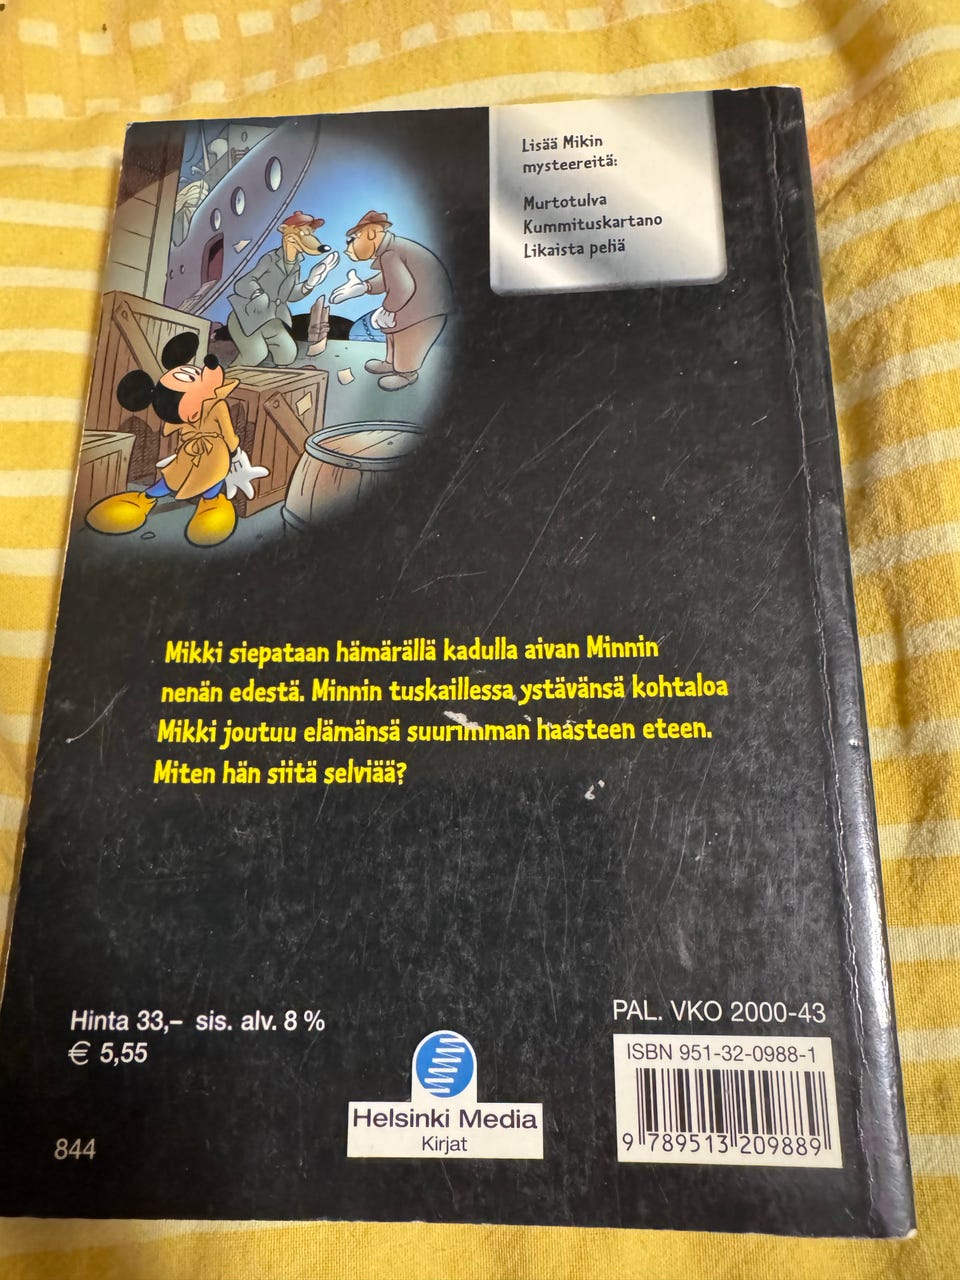 Lisää Mikin
mysteereitä:
Murtotulva
Kummituskartano
Likaista peliä
Mikki siepataan hämärällä kadulla aivan Minnin
nenän edestä. Minnin tuskaillessa ystävänsä kohtaloa
Mikki joutuu elämänsä suurimman haasteen eteen.
Miten hän siitä selviää?
Hinta 33,– sis. alv. 8 %
€ 5,55
844
Helsinki Media
Kirjat
PAL. VKO 2000-43
ISBN 951-32-0988-1
9 789513 209889